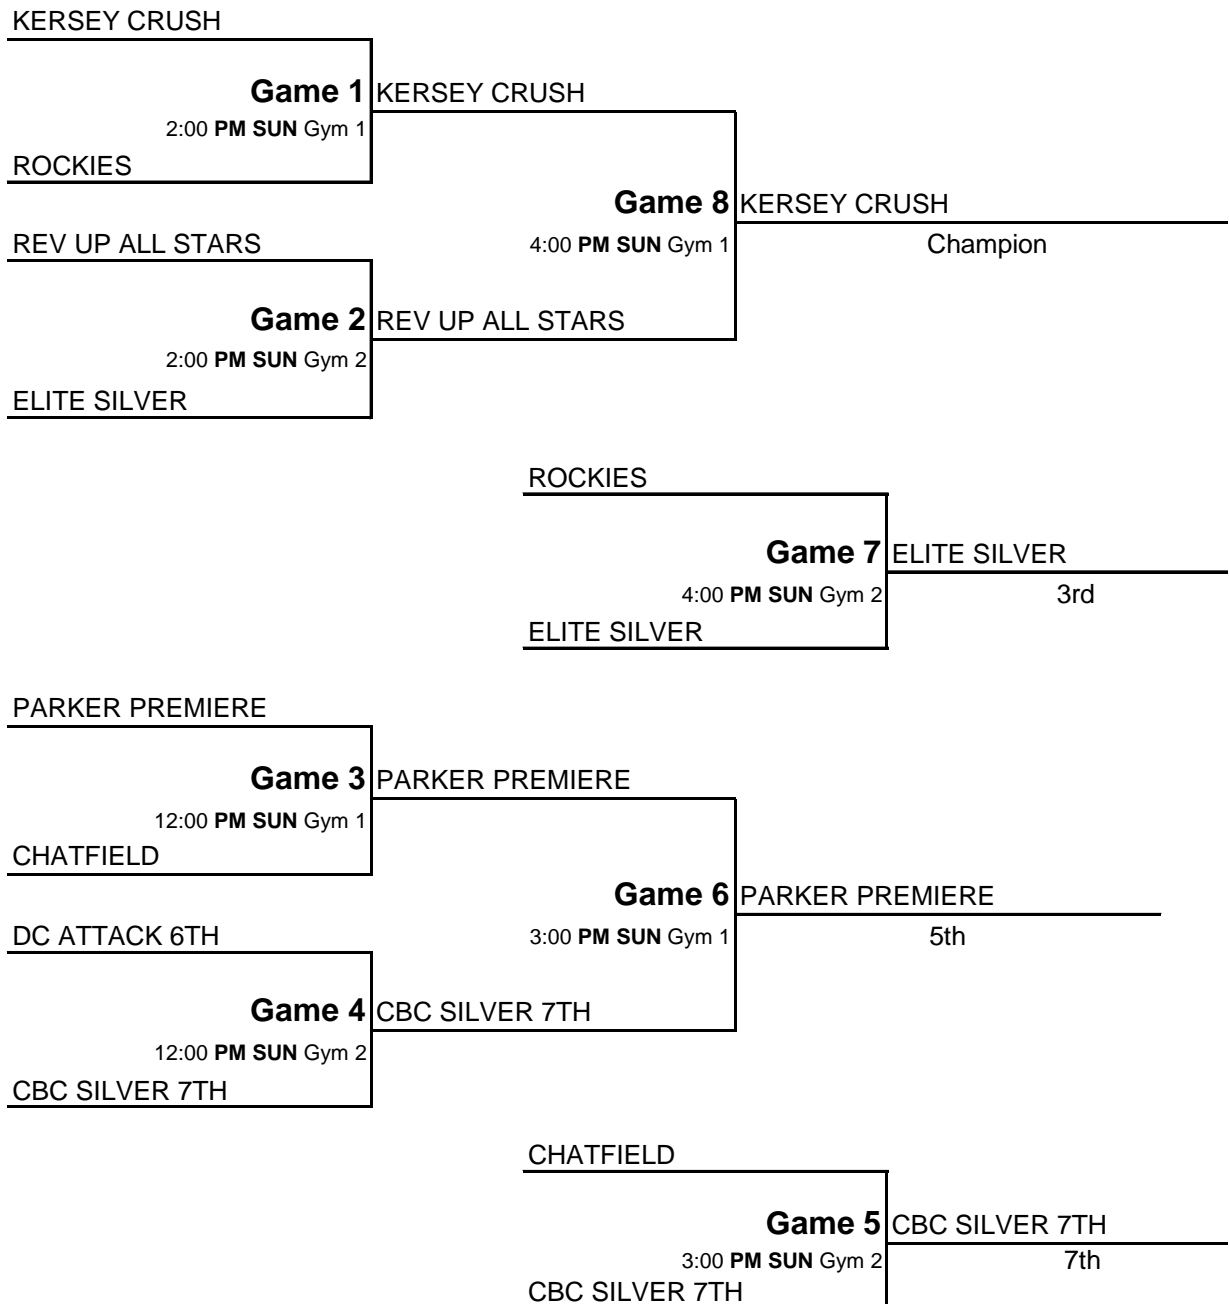 KERSEY CRUSH
Game 1 KERSEY CRUSH
2:00 PM SUN Gym 1
ROCKIES
Game 8 KERSEY CRUSH
REV UP ALL STARS
4:00 PM SUN Gym 1
Champion
Game 2 REV UP ALL STARS
2:00 PM SUN Gym 2
ELITE SILVER
ROCKIES
Game 7 ELITE SILVER
4:00 PM SUN Gym 2
3rd
ELITE SILVER
PARKER PREMIERE
Game 3 PARKER PREMIERE
12:00 PM SUN Gym 1
CHATFIELD
Game 6 PARKER PREMIERE
DC ATTACK 6TH
3:00 PM SUN Gym 1
5th
Game 4 CBC SILVER 7TH
12:00 PM SUN Gym 2
CBC SILVER 7TH
CHATFIELD
Game 5 CBC SILVER 7TH
3:00 PM SUN Gym 2
7th
CBC SILVER 7TH